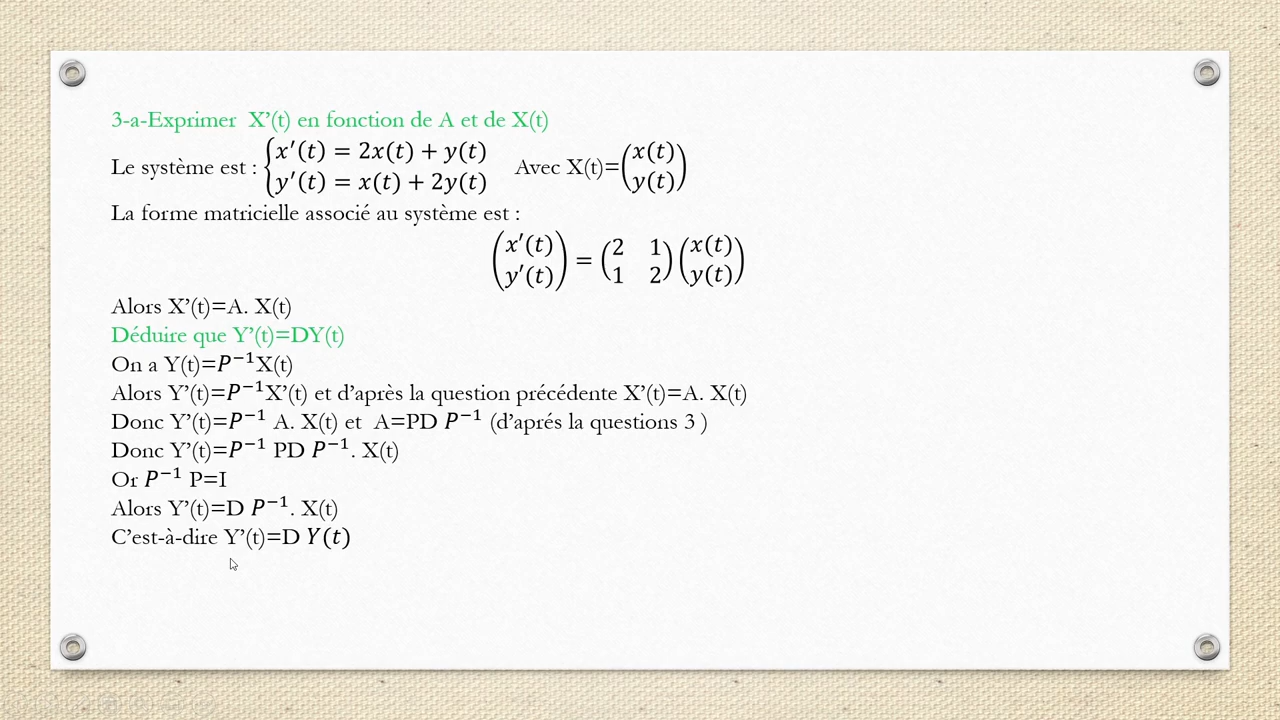 3-a-Exprimer X’(t) en fonction de A et de X(t)
Le système est : {x′(t) = 2x(t) + y(t) Avec X(t)=(x(t)
y′(t) = x(t) + 2y(t) y(t))
La forme matricielle associé au système est :
(x′(t) = (2 1 (x(t)
y′(t)) 1 2) y(t))
Alors X’(t)=A. X(t)
Déduire que Y’(t)=DY(t)
On a Y(t)=P⁻¹X(t)
Alors Y’(t)=P⁻¹X’(t) et d’après la question précédente X’(t)=A. X(t)
Donc Y’(t)=P⁻¹ A. X(t) et A=PD P⁻¹ (d’aprés la questions 3 )
Donc Y’(t)=P⁻¹ PD P⁻¹. X(t)
Or P⁻¹ P=I
Alors Y’(t)=D P⁻¹. X(t)
C’est-à-dire Y’(t)=D Y(t)